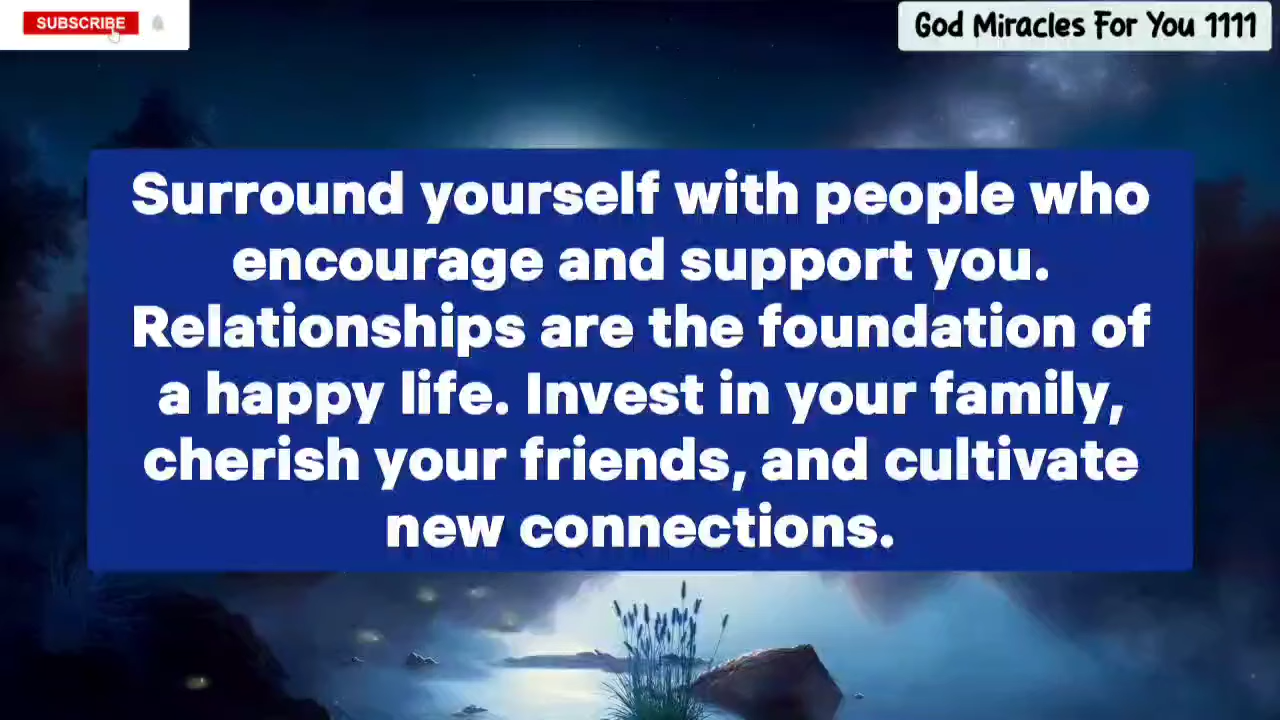 SUBSCRIBE
God Miracles For You 1111
Surround yourself with people who
encourage and support you.
Relationships are the foundation of
a happy life. Invest in your family,
cherish your friends, and cultivate
new connections.